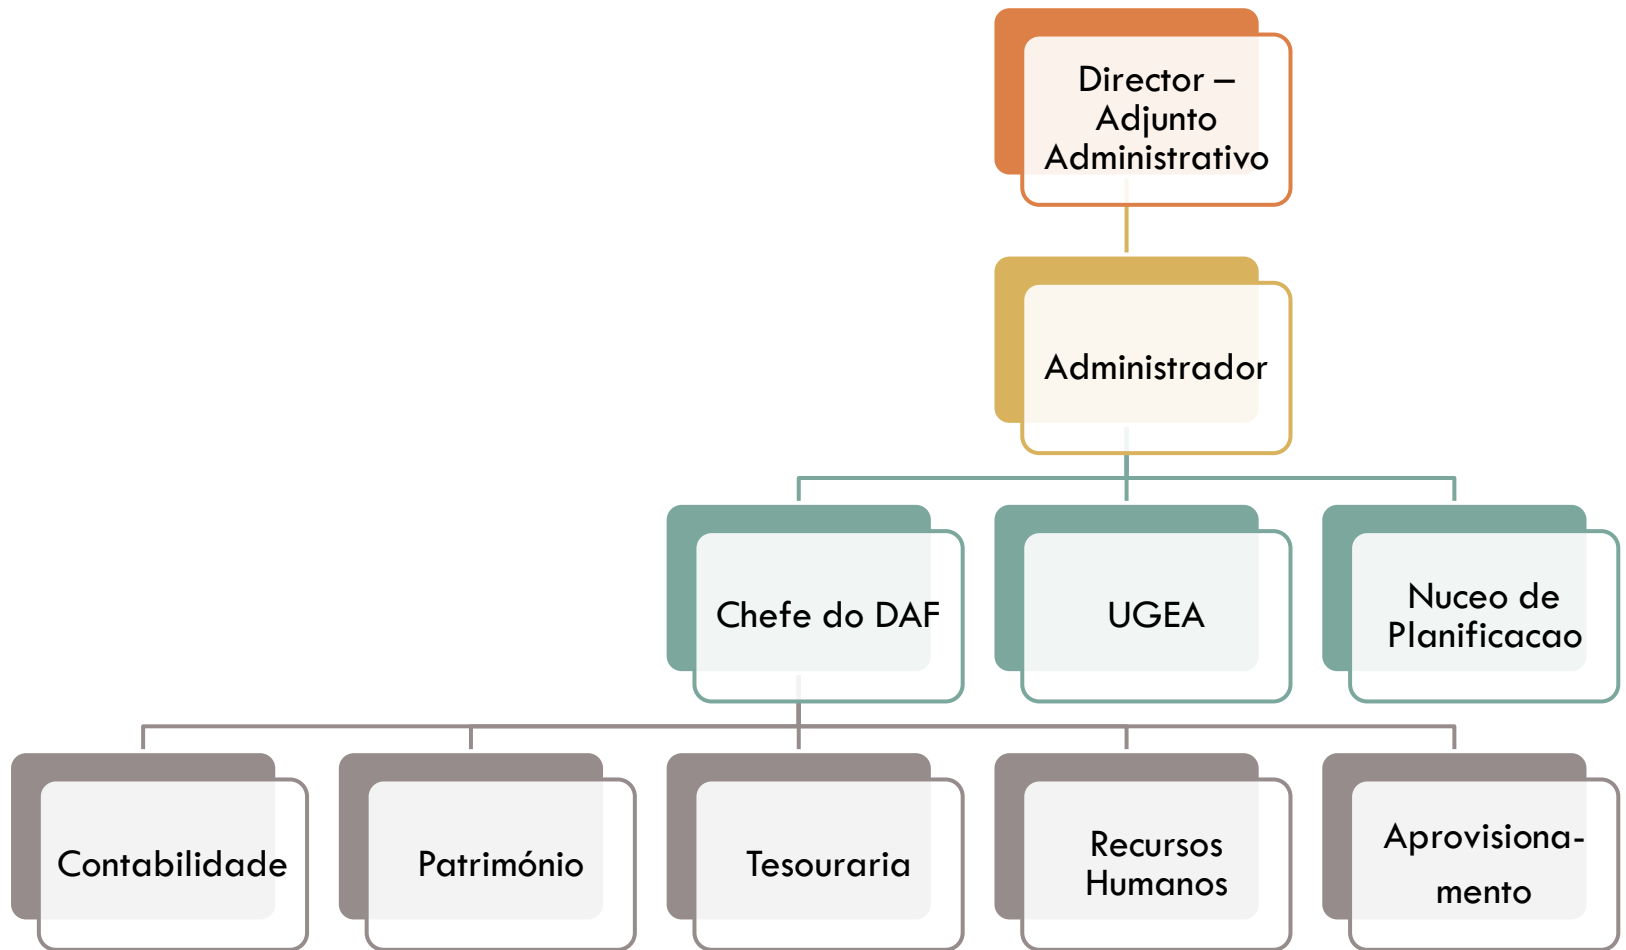 Director –
Adjunto
Administrativo
Administrador
Chefe do DAF
UGEA
Nuceo de
Planificacao
Contabilidade
Património
Tesouraria
Recursos
Humanos
Aprovisiona-
mento